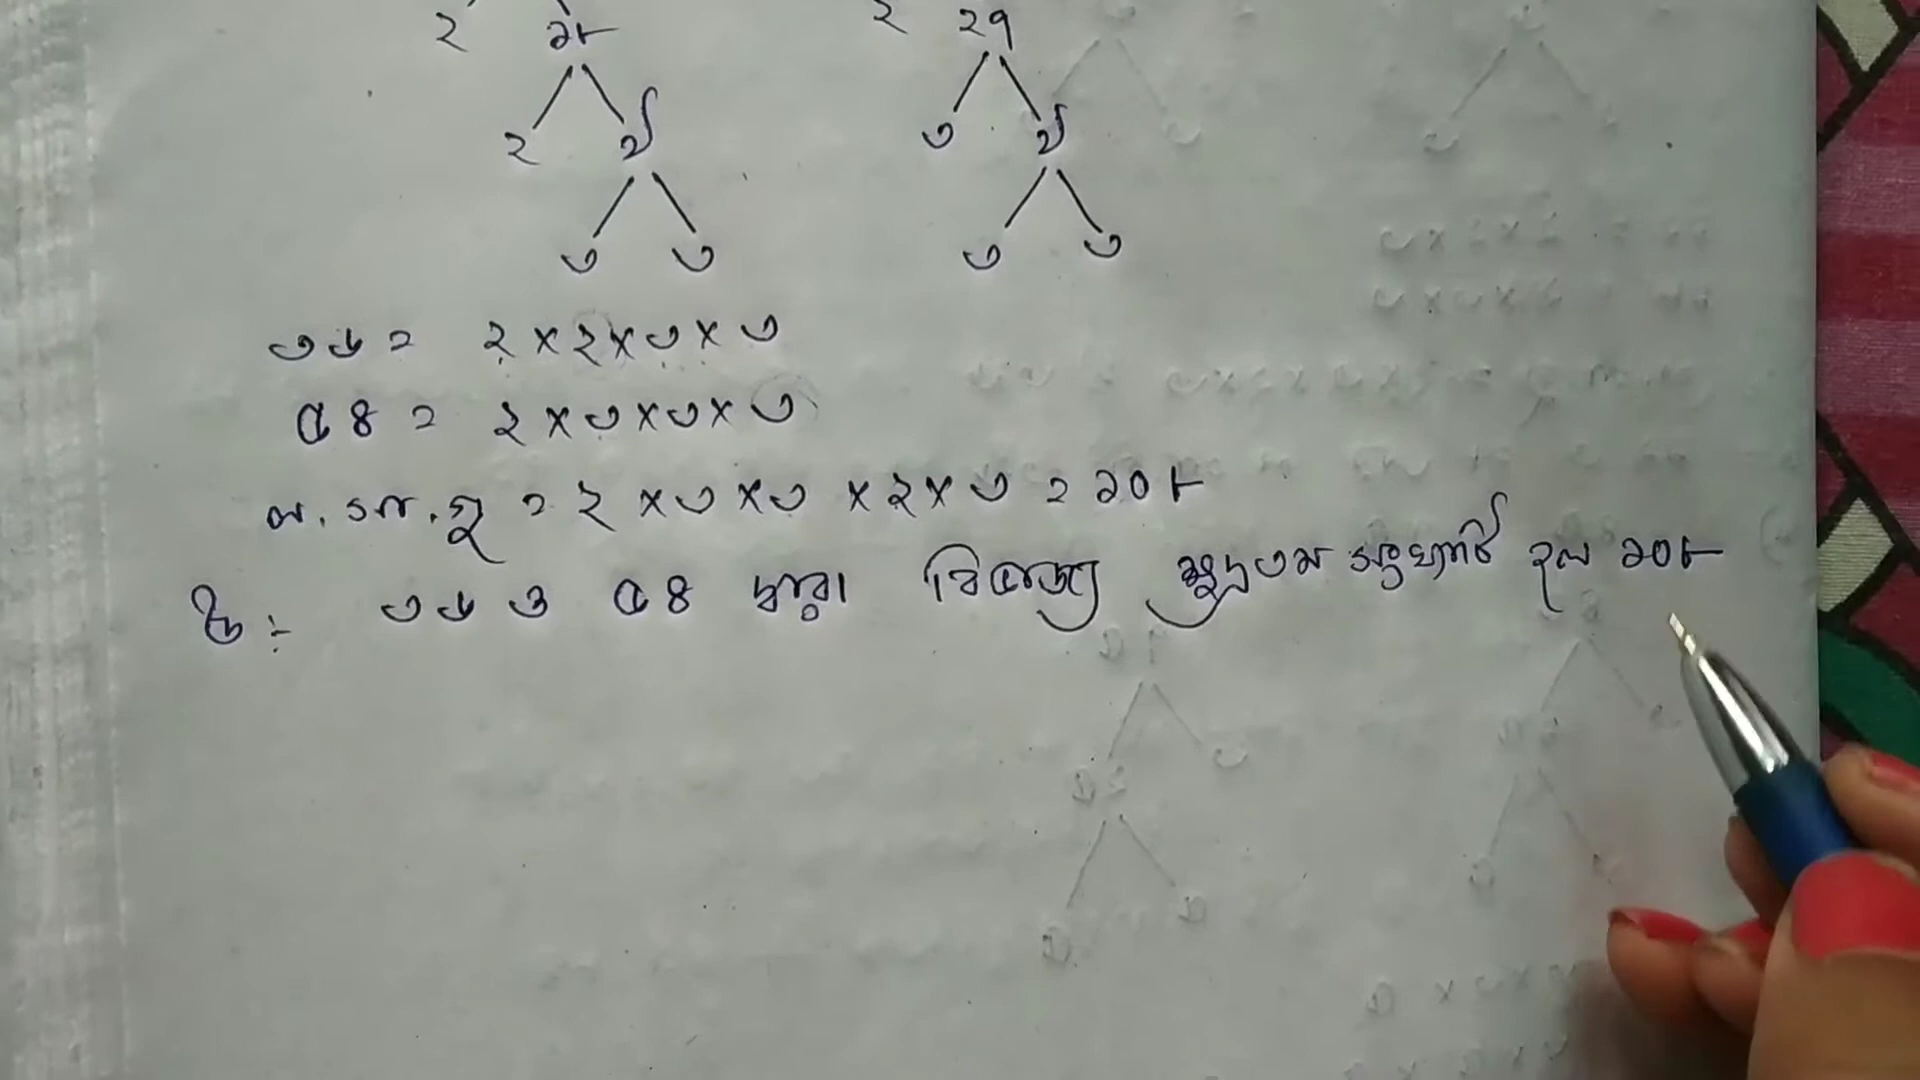 ২ ১৮ ২ ২৭
২ ৯ ৩ ৯
৩ ৩ ৩ ৩
৩৬ = ২ × ২ × ৩ × ৩
৫৪ = ২ × ৩ × ৩ × ৩
ল. সা. গু = ২ × ৩ × ৩ × ২ × ৩ = ১০৮
উঃ- ৩৬ ও ৫৪ দ্বারা বিভাজ্য ক্ষুদ্ৰতম সংখ্যাটি হল ১০৮